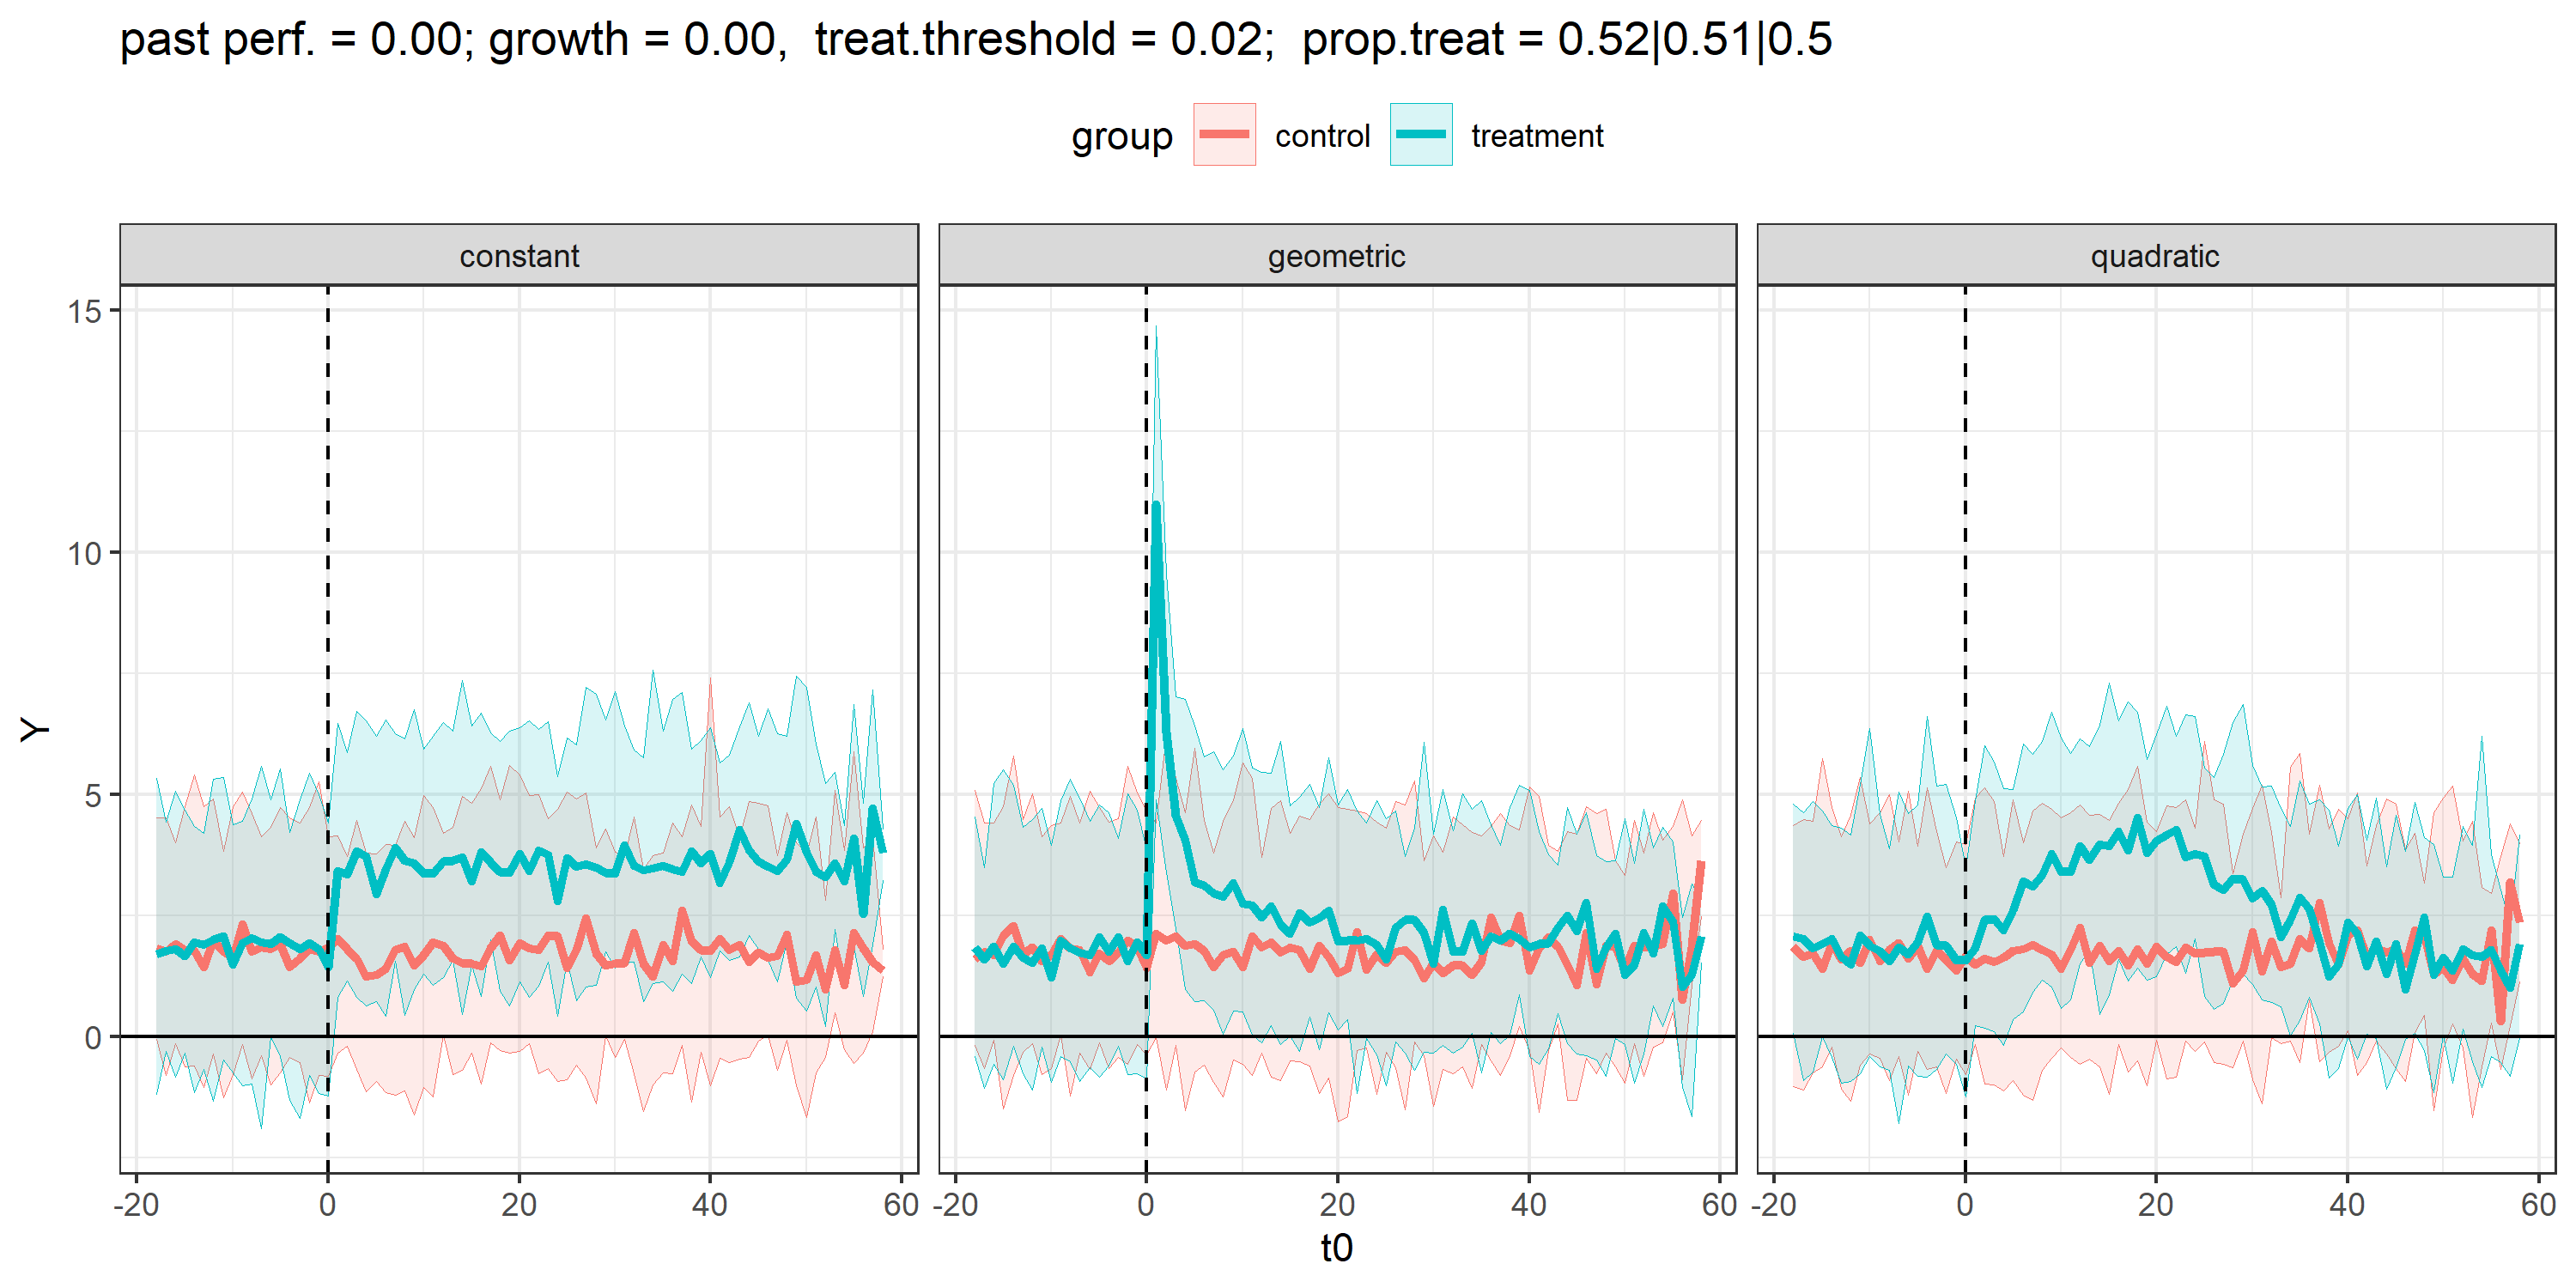 past perf. = 0.00; growth = 0.00,  treat.threshold = 0.02;  prop.treat = 0.52|0.51|0.5
group control treatment
constant geometric quadratic
15
10
5
0
Y
-20 0 20 40 60 -20 0 20 40 60 -20 0 20 40 60
t0